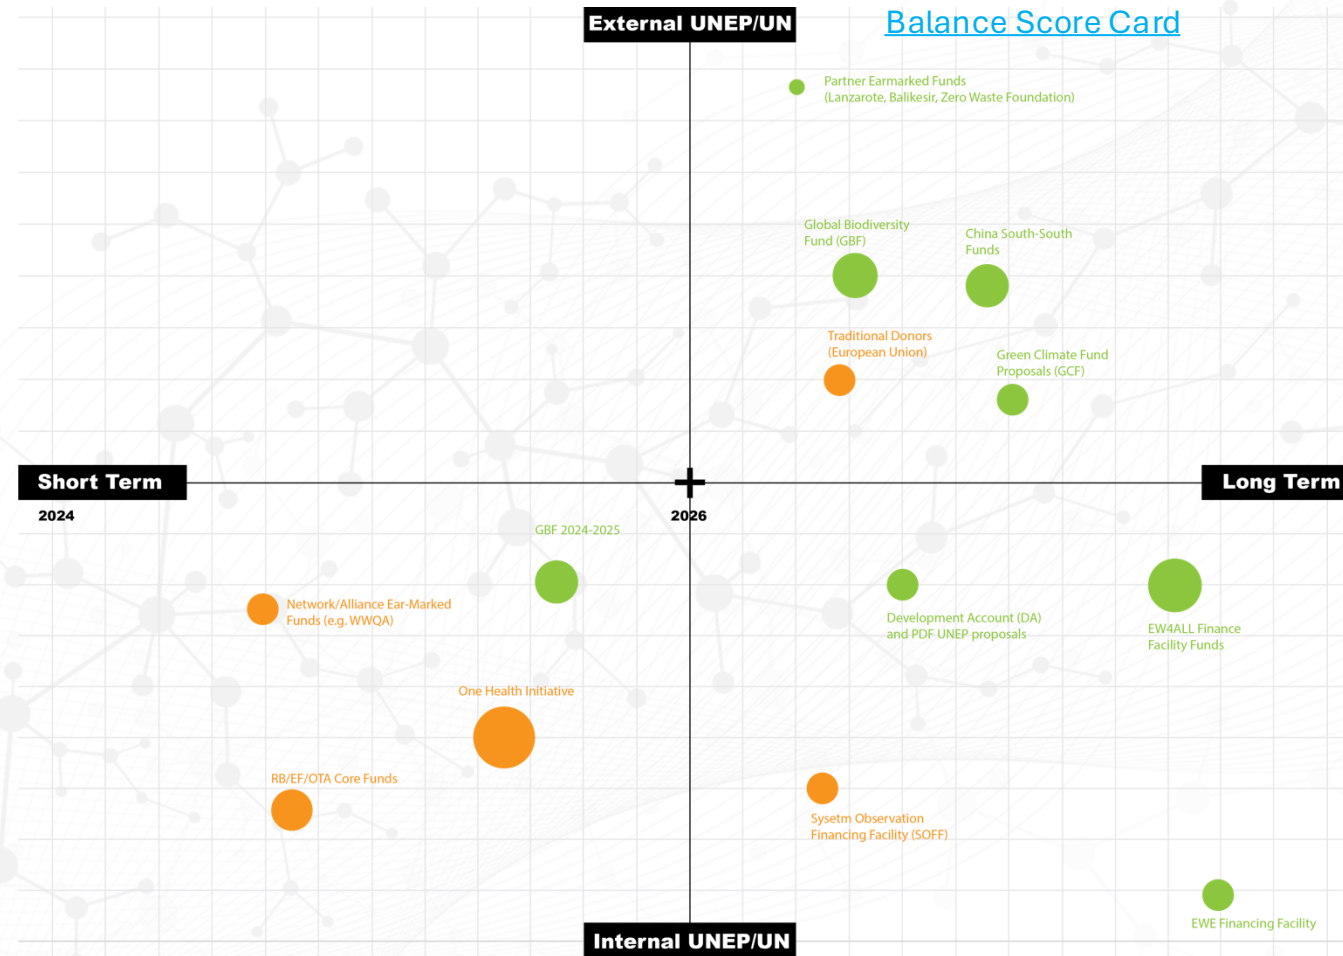 External UNEP/UN
Balance Score Card
Partner Earmarked Funds
(Lanzarote, Balikesir, Zero Waste Foundation)
Global Biodiversity
Fund (GBF)
China South-South
Funds
Traditional Donors
(European Union)
Green Climate Fund
Proposals (GCF)
Short Term
Long Term
2024
2026
GBF 2024-2025
Network/Alliance Ear-Marked
Funds (e.g. WWQA)
Development Account (DA)
and PDF UNEP proposals
EW4ALL Finance
Facility Funds
One Health Initiative
RB/EF/OTA Core Funds
Sysetm Observation
Financing Facility (SOFF)
EWE Financing Facility
Internal UNEP/UN